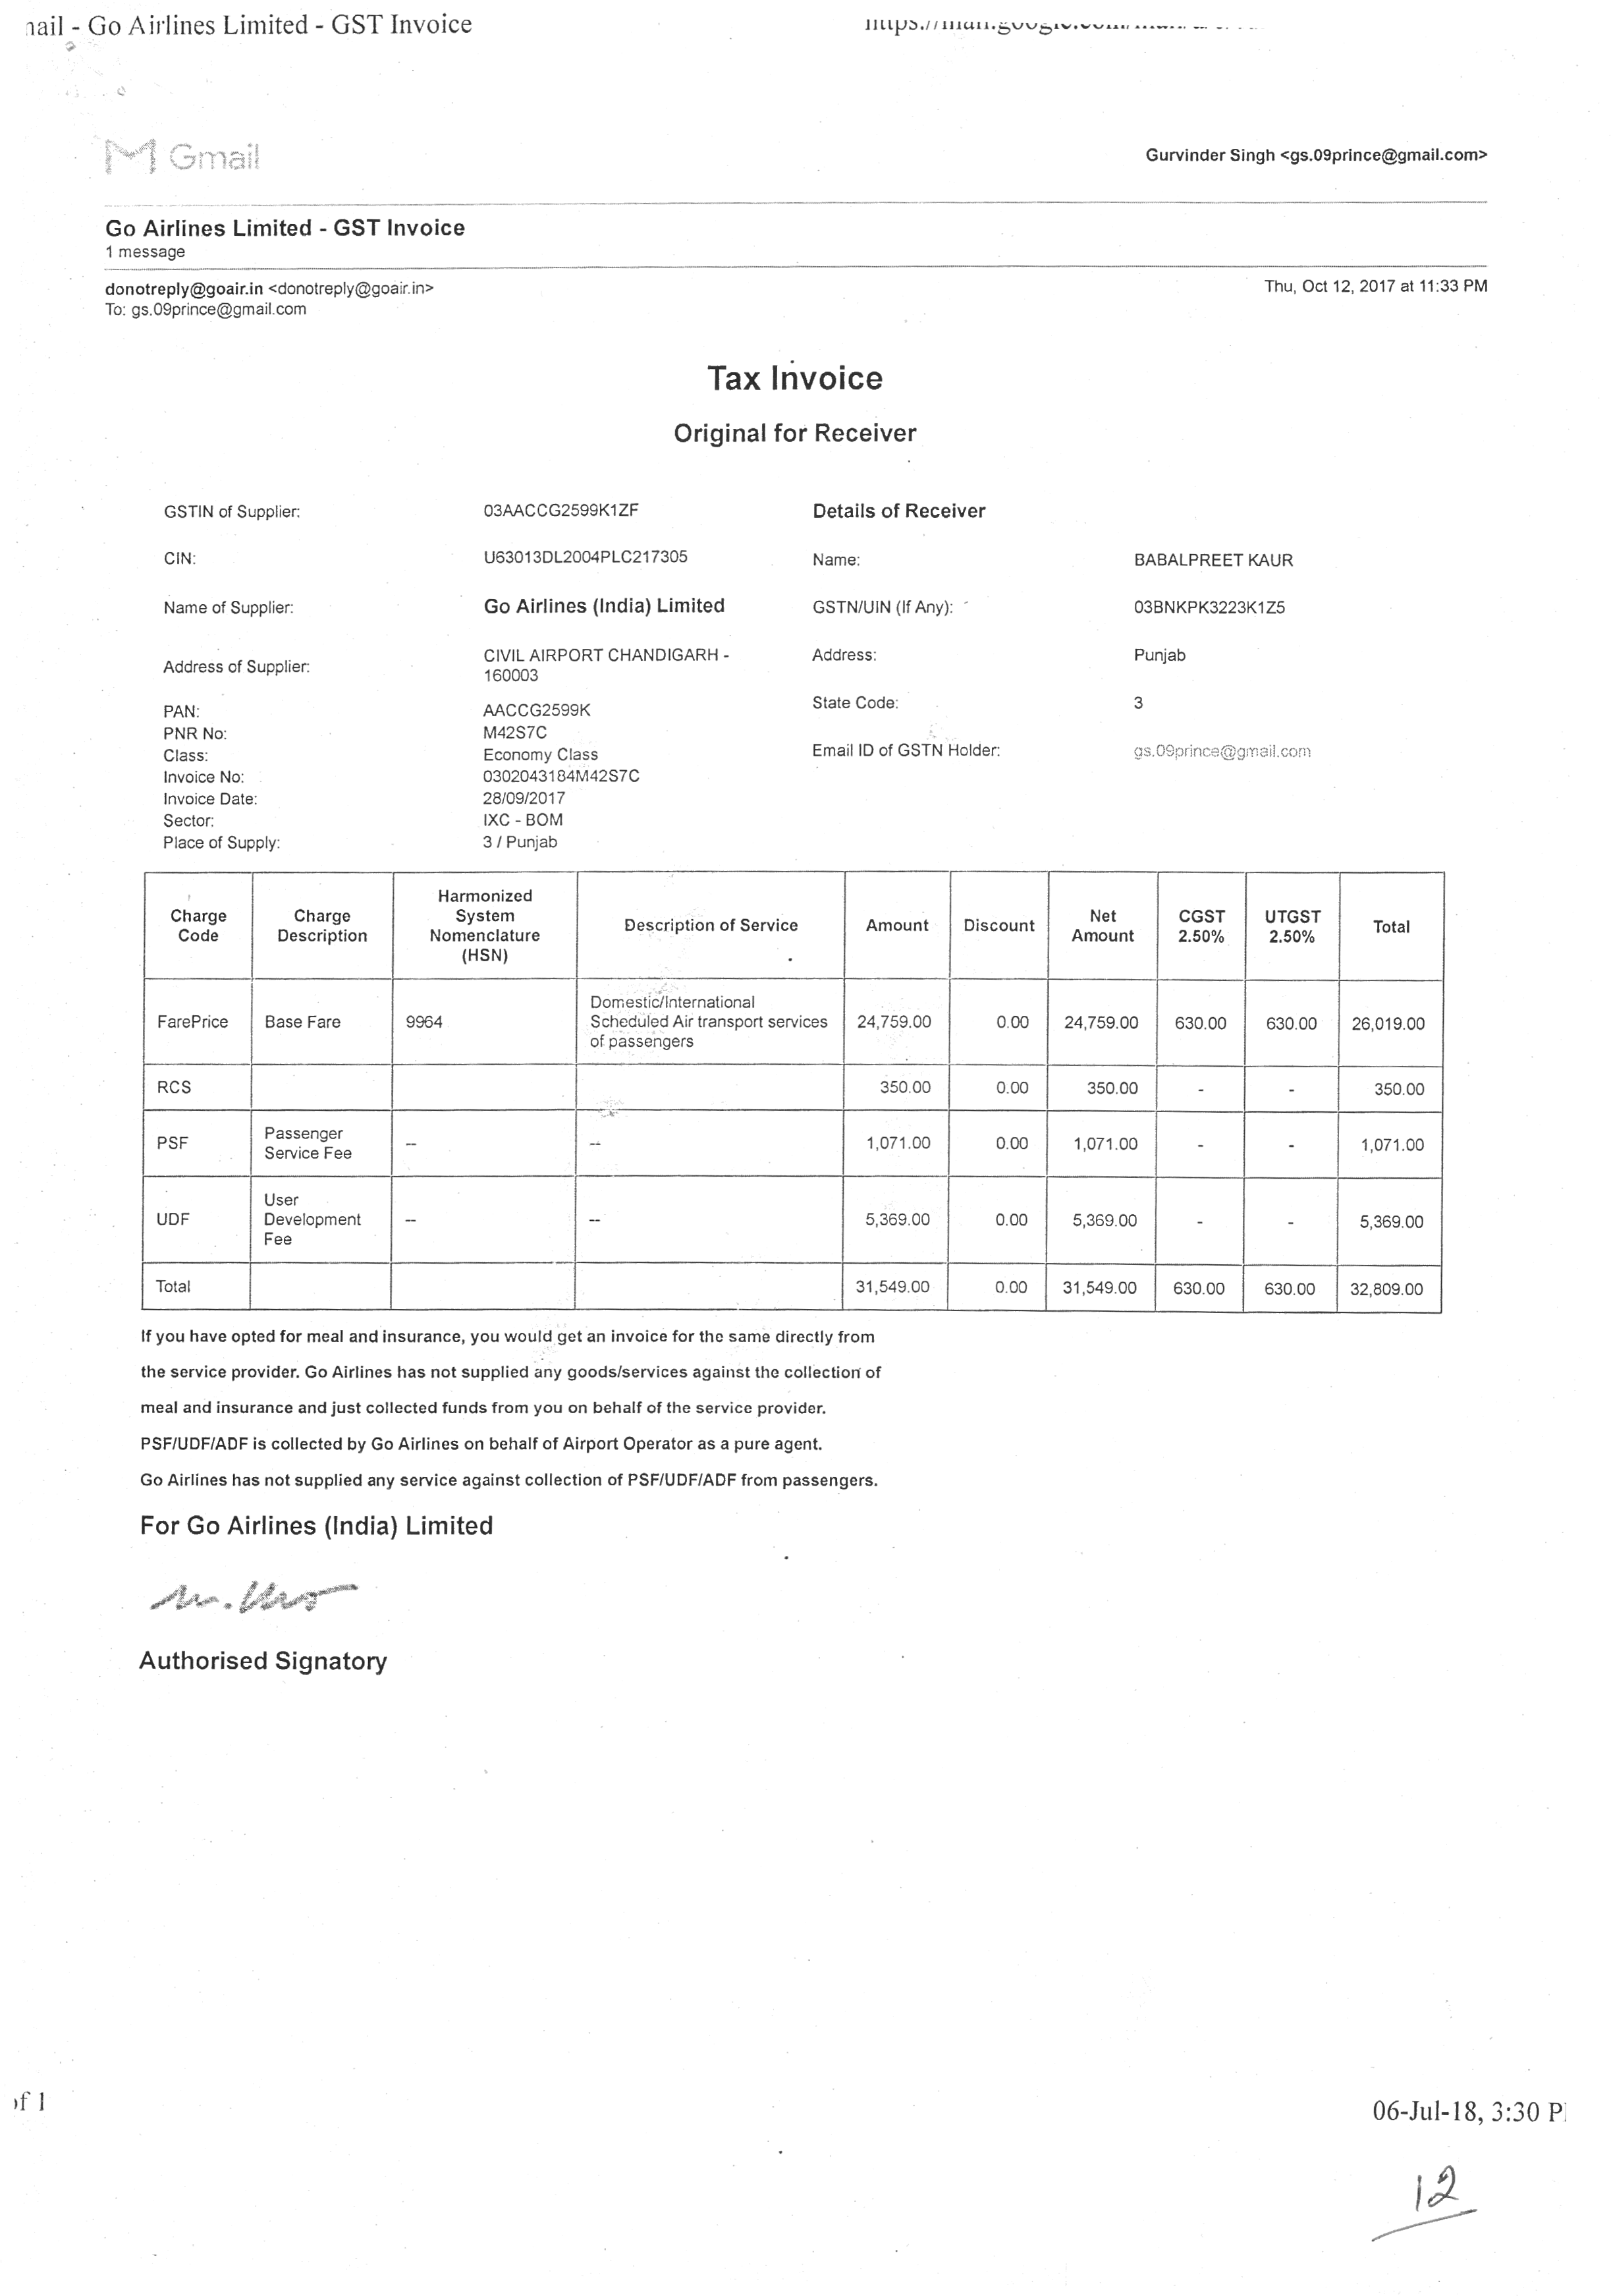 nail - Go Airlines Limited - GST Invoice
Gmail
Gurvinder Singh <gs.09prince@gmail.com>
Go Airlines Limited - GST Invoice
1 message
donotreply@goair.in <donotreply@goair.in>
Thu, Oct 12, 2017 at 11:33 PM
To: gs.09prince@gmail.com
Tax Invoice
Original for Receiver
GSTIN of Supplier: 03AACCG2599K1ZF
Details of Receiver
CIN: U63013DL2004PLC217305
Name: BABALPREET KAUR
Name of Supplier: Go Airlines (India) Limited
GSTN/UIN (If Any): 03BNKPK3223K1Z5
Address of Supplier: CIVIL AIRPORT CHANDIGARH -
160003
Address: Punjab
State Code: 3
PAN: AACCG2599K
PNR No: M42S7C
Class: Economy Class
Email ID of GSTN Holder: gs.09prince@gmail.com
Invoice No: 0302043184M42S7C
Invoice Date: 28/09/2017
Sector: IXC - BOM
Place of Supply: 3 / Punjab
Charge Code Charge Description Harmonized System Nomenclature (HSN) Description of Service Amount Discount Net Amount CGST 2.50% UTGST 2.50% Total
FarePrice Base Fare 9964 Domestic/International Scheduled Air transport services of passengers 24,759.00 0.00 24,759.00 630.00 630.00 26,019.00
RCS 350.00 0.00 350.00 - - 350.00
PSF Passenger Service Fee -- -- 1,071.00 0.00 1,071.00 - - 1,071.00
UDF User Development Fee -- -- 5,369.00 0.00 5,369.00 - - 5,369.00
Total 31,549.00 0.00 31,549.00 630.00 630.00 32,809.00
If you have opted for meal and insurance, you would get an invoice for the same directly from
the service provider. Go Airlines has not supplied any goods/services against the collection of
meal and insurance and just collected funds from you on behalf of the service provider.
PSF/UDF/ADF is collected by Go Airlines on behalf of Airport Operator as a pure agent.
Go Airlines has not supplied any service against collection of PSF/UDF/ADF from passengers.
For Go Airlines (India) Limited
Authorised Signatory
of 1
06-Jul-18, 3:30 P
12